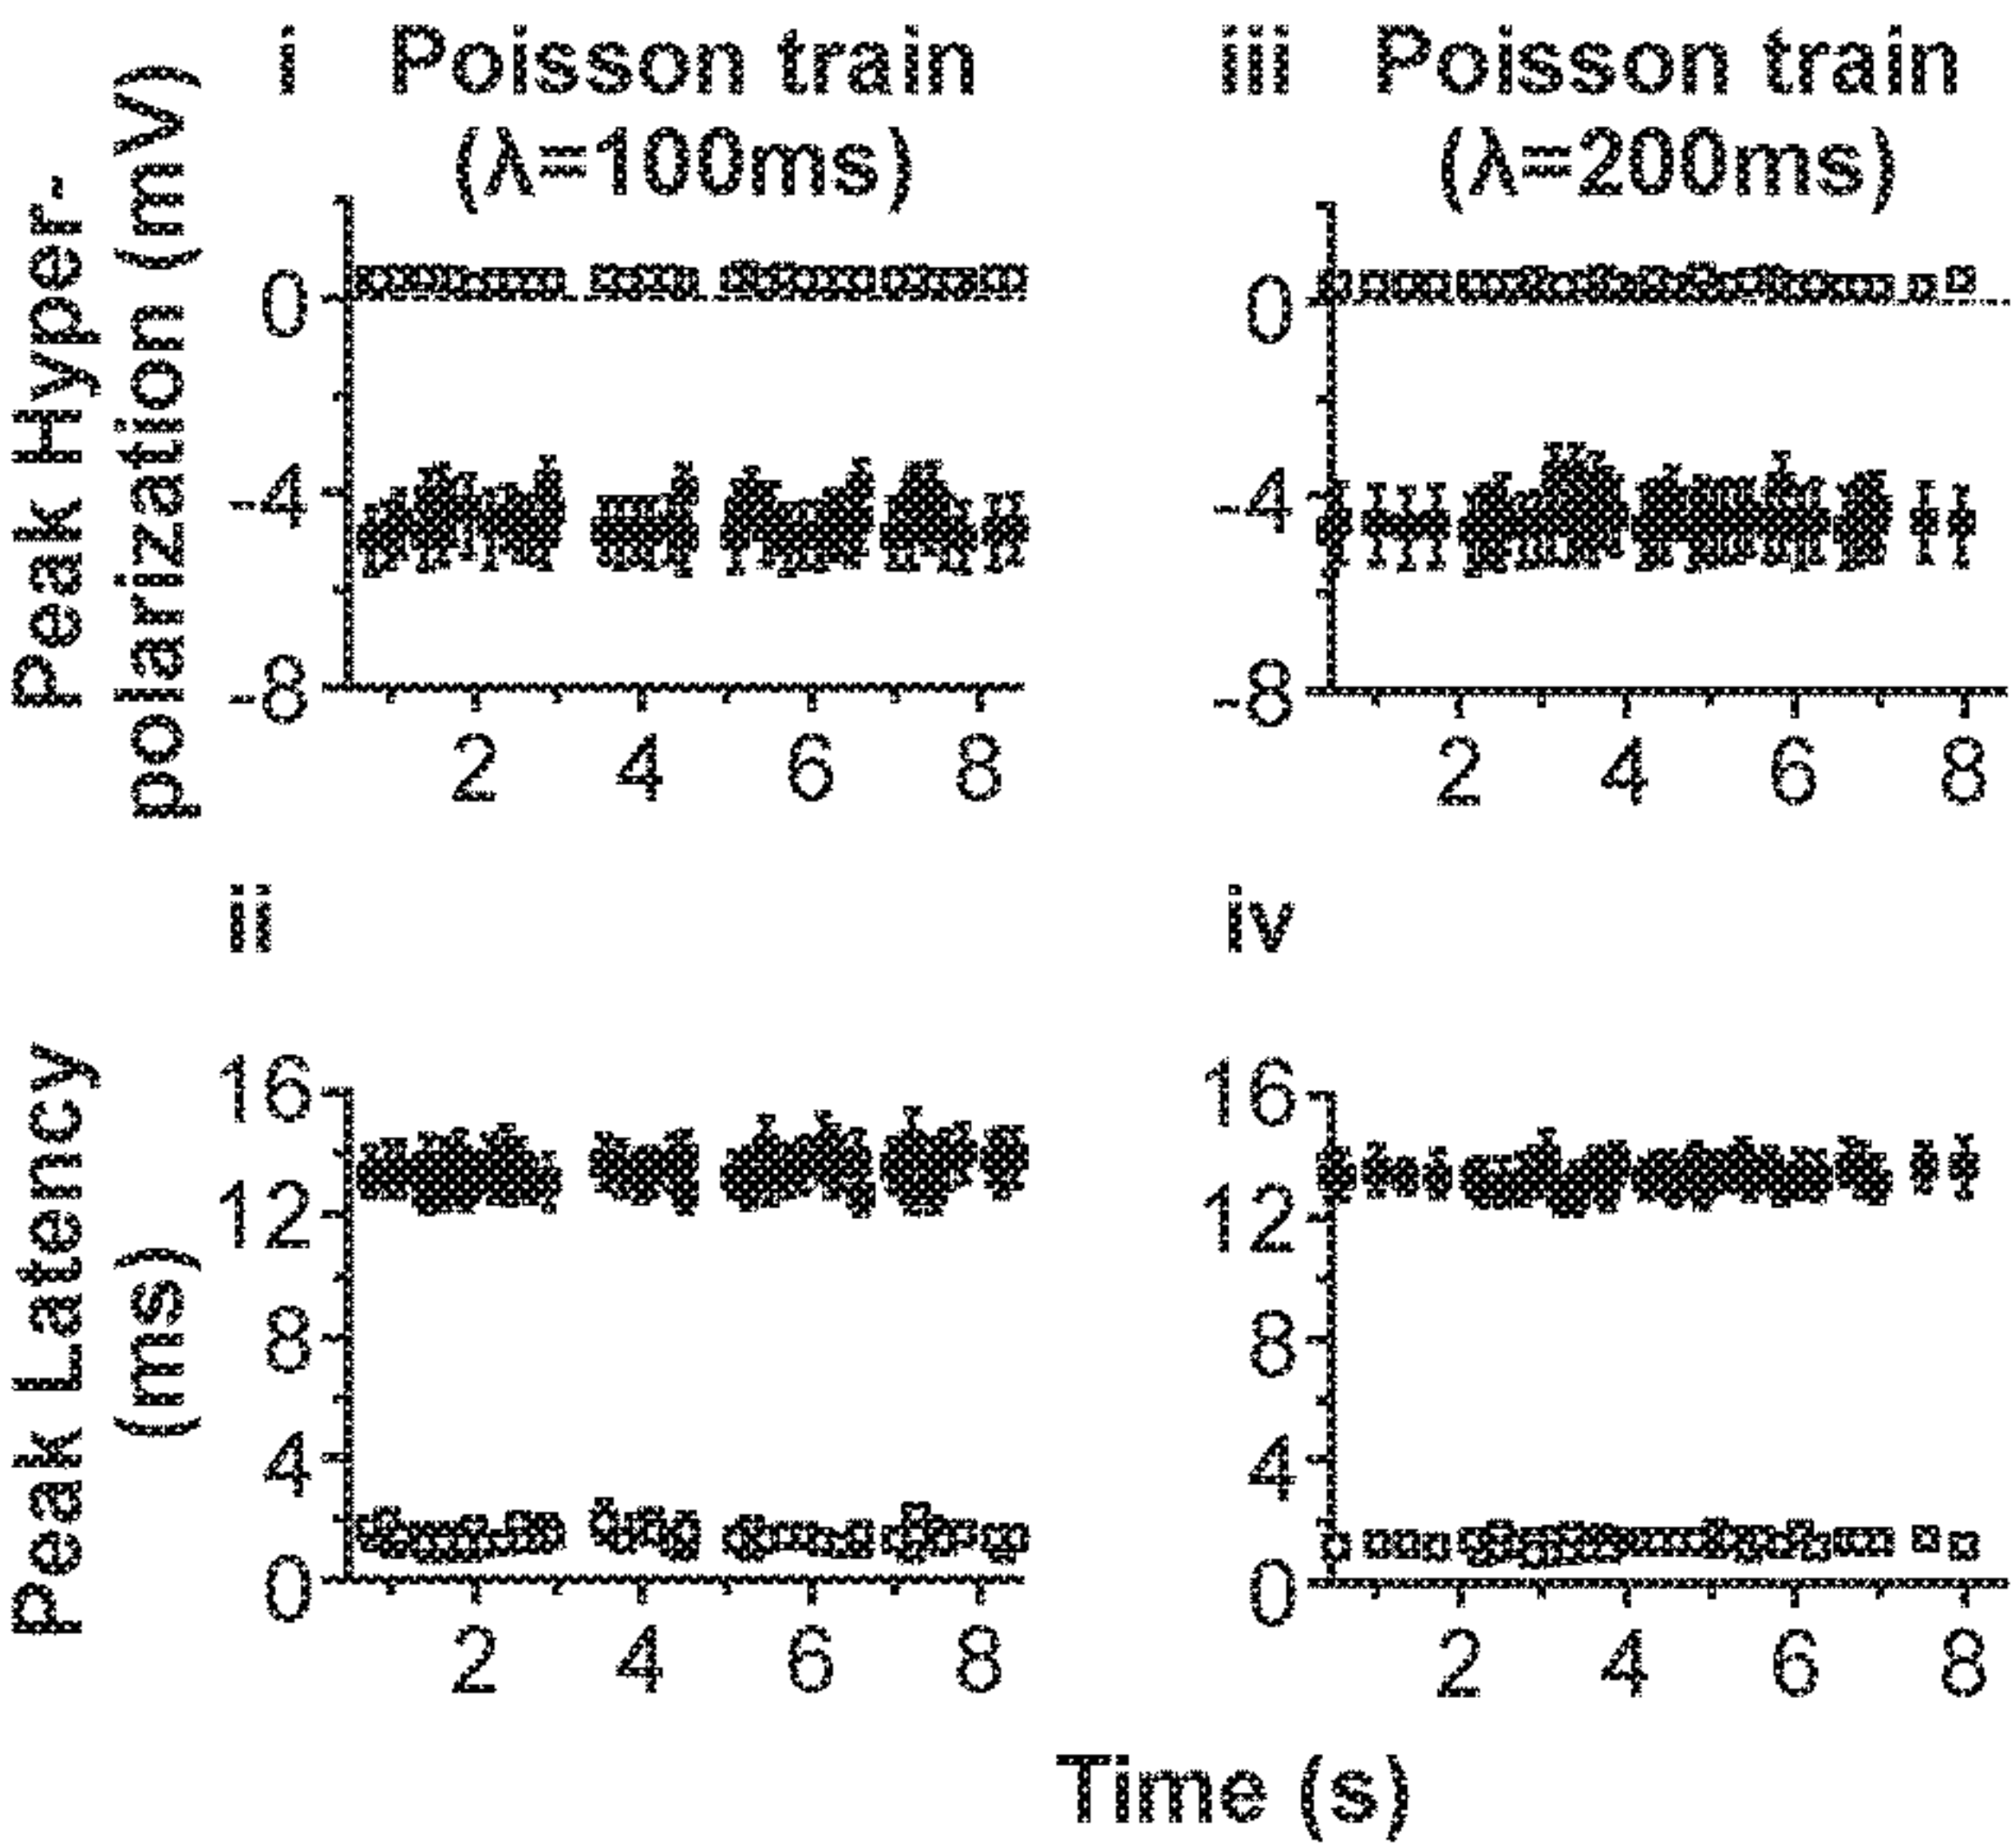 i Poisson train
(λ=100ms)
iii Poisson train
(λ=200ms)
Peak Hyper-
polarization (mV)
0
-4
-8
2 4 6 8
0
-4
-8
2 4 6 8
ii
iv
Peak Latency
(ms)
16
12
8
4
0
2 4 6 8
16
12
8
4
0
2 4 6 8
Time (s)